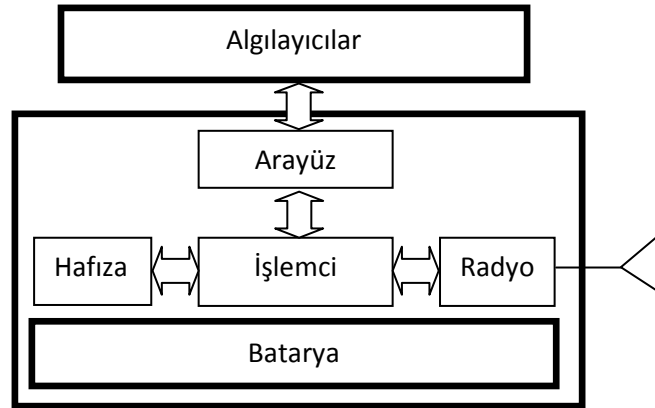 Algılayıcılar
Arayüz
Hafıza
İşlemci
Radyo
Batarya